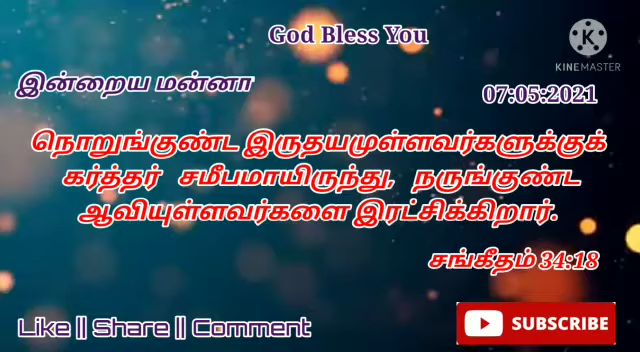 God Bless You
KINEMASTER
இன்றைய மன்னா
07:05:2021
நொறுங்குண்ட இருதயமுள்ளவர்களுக்குக்
கர்த்தர் சமீபமாயிருந்து, நருங்குண்ட
ஆவியுள்ளவர்களை இரட்சிக்கிறார்.
சங்கீதம் 34:18
Like || Share || Comment
SUBSCRIBE